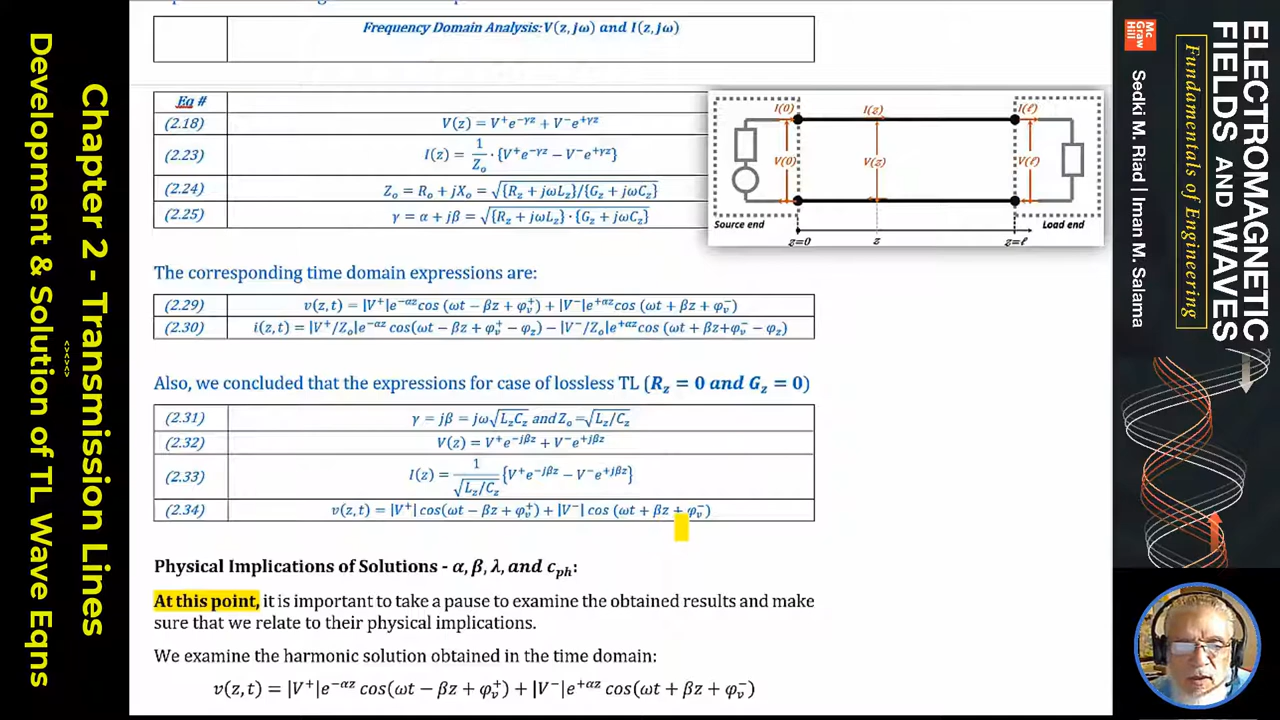 Chapter 2 - Transmission Lines
Development & Solution of TL Wave Eqns
Frequency Domain Analysis: V(z, jω) and I(z, jω)
Eq #
(2.18) V(z) = V⁺e^{-γz} + V⁻e^{+γz}
(2.23) I(z) = 1/Zₒ · {V⁺e^{-γz} − V⁻e^{+γz}}
(2.24) Zₒ = Rₒ + jXₒ = √({R_z + jωL_z}/{G_z + jωC_z})
(2.25) γ = α + jβ = √({R_z + jωL_z} · {G_z + jωC_z})
I(0) I(z) I(ℓ)
V(0) V(z) V(ℓ)
Source end Load end
z=0 z z=ℓ
The corresponding time domain expressions are:
(2.29) v(z, t) = |V⁺|e^{-αz}cos (ωt − βz + φ_v⁺) + |V⁻|e^{+αz}cos (ωt + βz + φ_v⁻)
(2.30) i(z, t) = |V⁺/Zₒ|e^{-αz} cos(ωt − βz + φ_v⁺ − φ_z) − |V⁻/Zₒ|e^{+αz}cos (ωt + βz+φ_v⁻ − φ_z)
Also, we concluded that the expressions for case of lossless TL (R_z = 0 and G_z = 0)
(2.31) γ = jβ = jω√(L_zC_z) and Zₒ =√(L_z/C_z)
(2.32) V(z) = V⁺e^{-jβz} + V⁻e^{+jβz}
(2.33) I(z) = 1/√(L_z/C_z) {V⁺e^{-jβz} − V⁻e^{+jβz}}
(2.34) v(z, t) = |V⁺| cos(ωt − βz + φ_v⁺) + |V⁻| cos (ωt + βz + φ_v⁻)
Physical Implications of Solutions - α, β, λ, and c_ph:
At this point, it is important to take a pause to examine the obtained results and make
sure that we relate to their physical implications.
We examine the harmonic solution obtained in the time domain:
v(z, t) = |V⁺|e^{-αz} cos(ωt − βz + φ_v⁺) + |V⁻|e^{+αz} cos(ωt + βz + φ_v⁻)
ELECTROMAGNETIC
FIELDS AND WAVES
Fundamentals of Engineering
Mc
Graw
Hill
Sedki M. Riad | Iman M. Salama